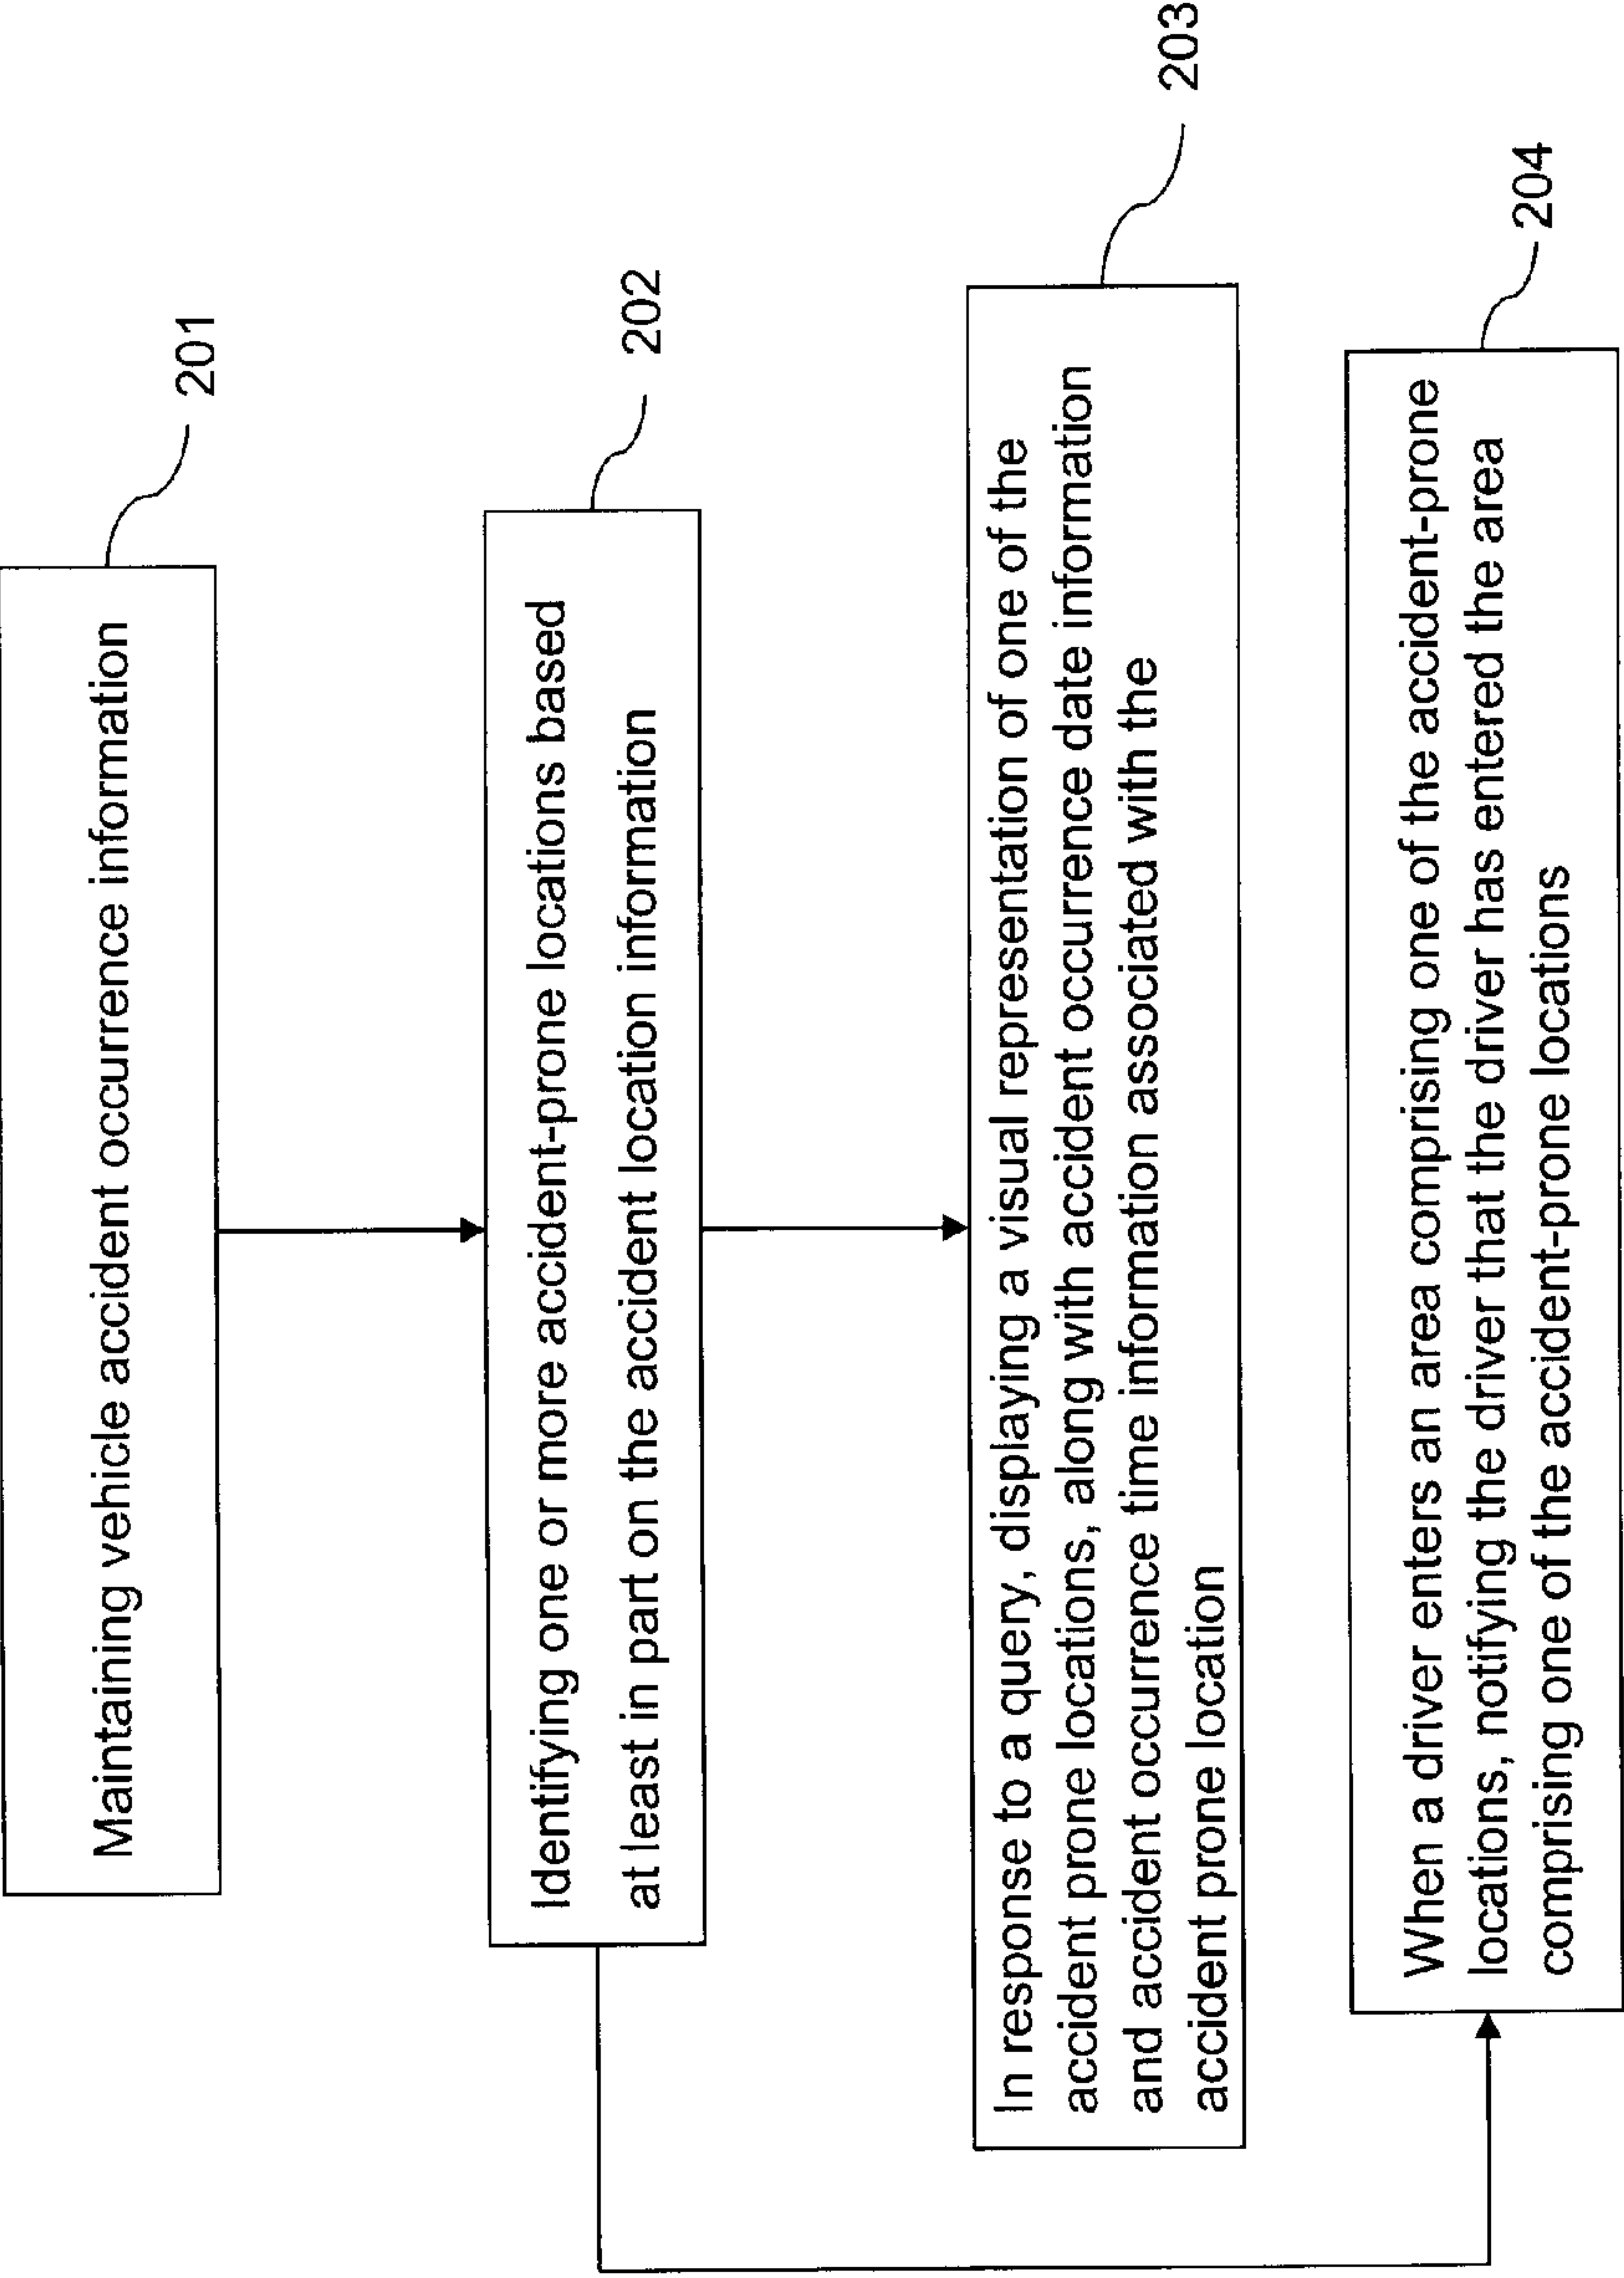 Maintaining vehicle accident occurrence information
201
Identifying one or more accident-prone locations based
at least in part on the accident location information
202
In response to a query, displaying a visual representation of one of the
accident prone locations, along with accident occurrence date information
and accident occurrence time information associated with the
accident prone location
203
When a driver enters an area comprising one of the accident-prone
locations, notifying the driver that the driver has entered the area
comprising one of the accident-prone locations
204